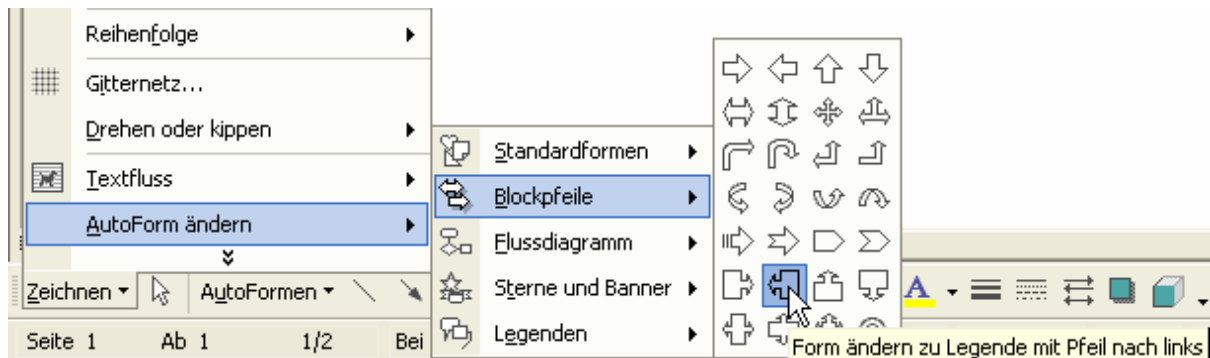 Reihenfolge
Gitternetz...
Drehen oder kippen
Textfluss
AutoForm ändern
Standardformen
Blockpfeile
Flussdiagramm
Sterne und Banner
Legenden
Zeichnen AutoFormen A
Seite 1 Ab 1 1/2 Bei
Form ändern zu Legende mit Pfeil nach links